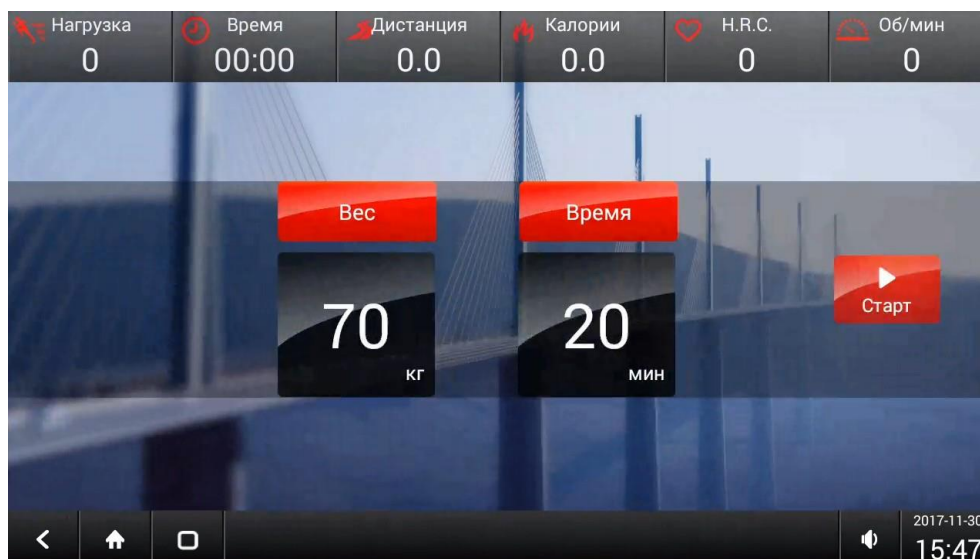 Нагрузка
0
Время
00:00
Дистанция
0.0
Калории
0.0
H.R.C.
0
Об/мин
0
Вес
70
кг
Время
20
мин
Старт
2017-11-30
15:47